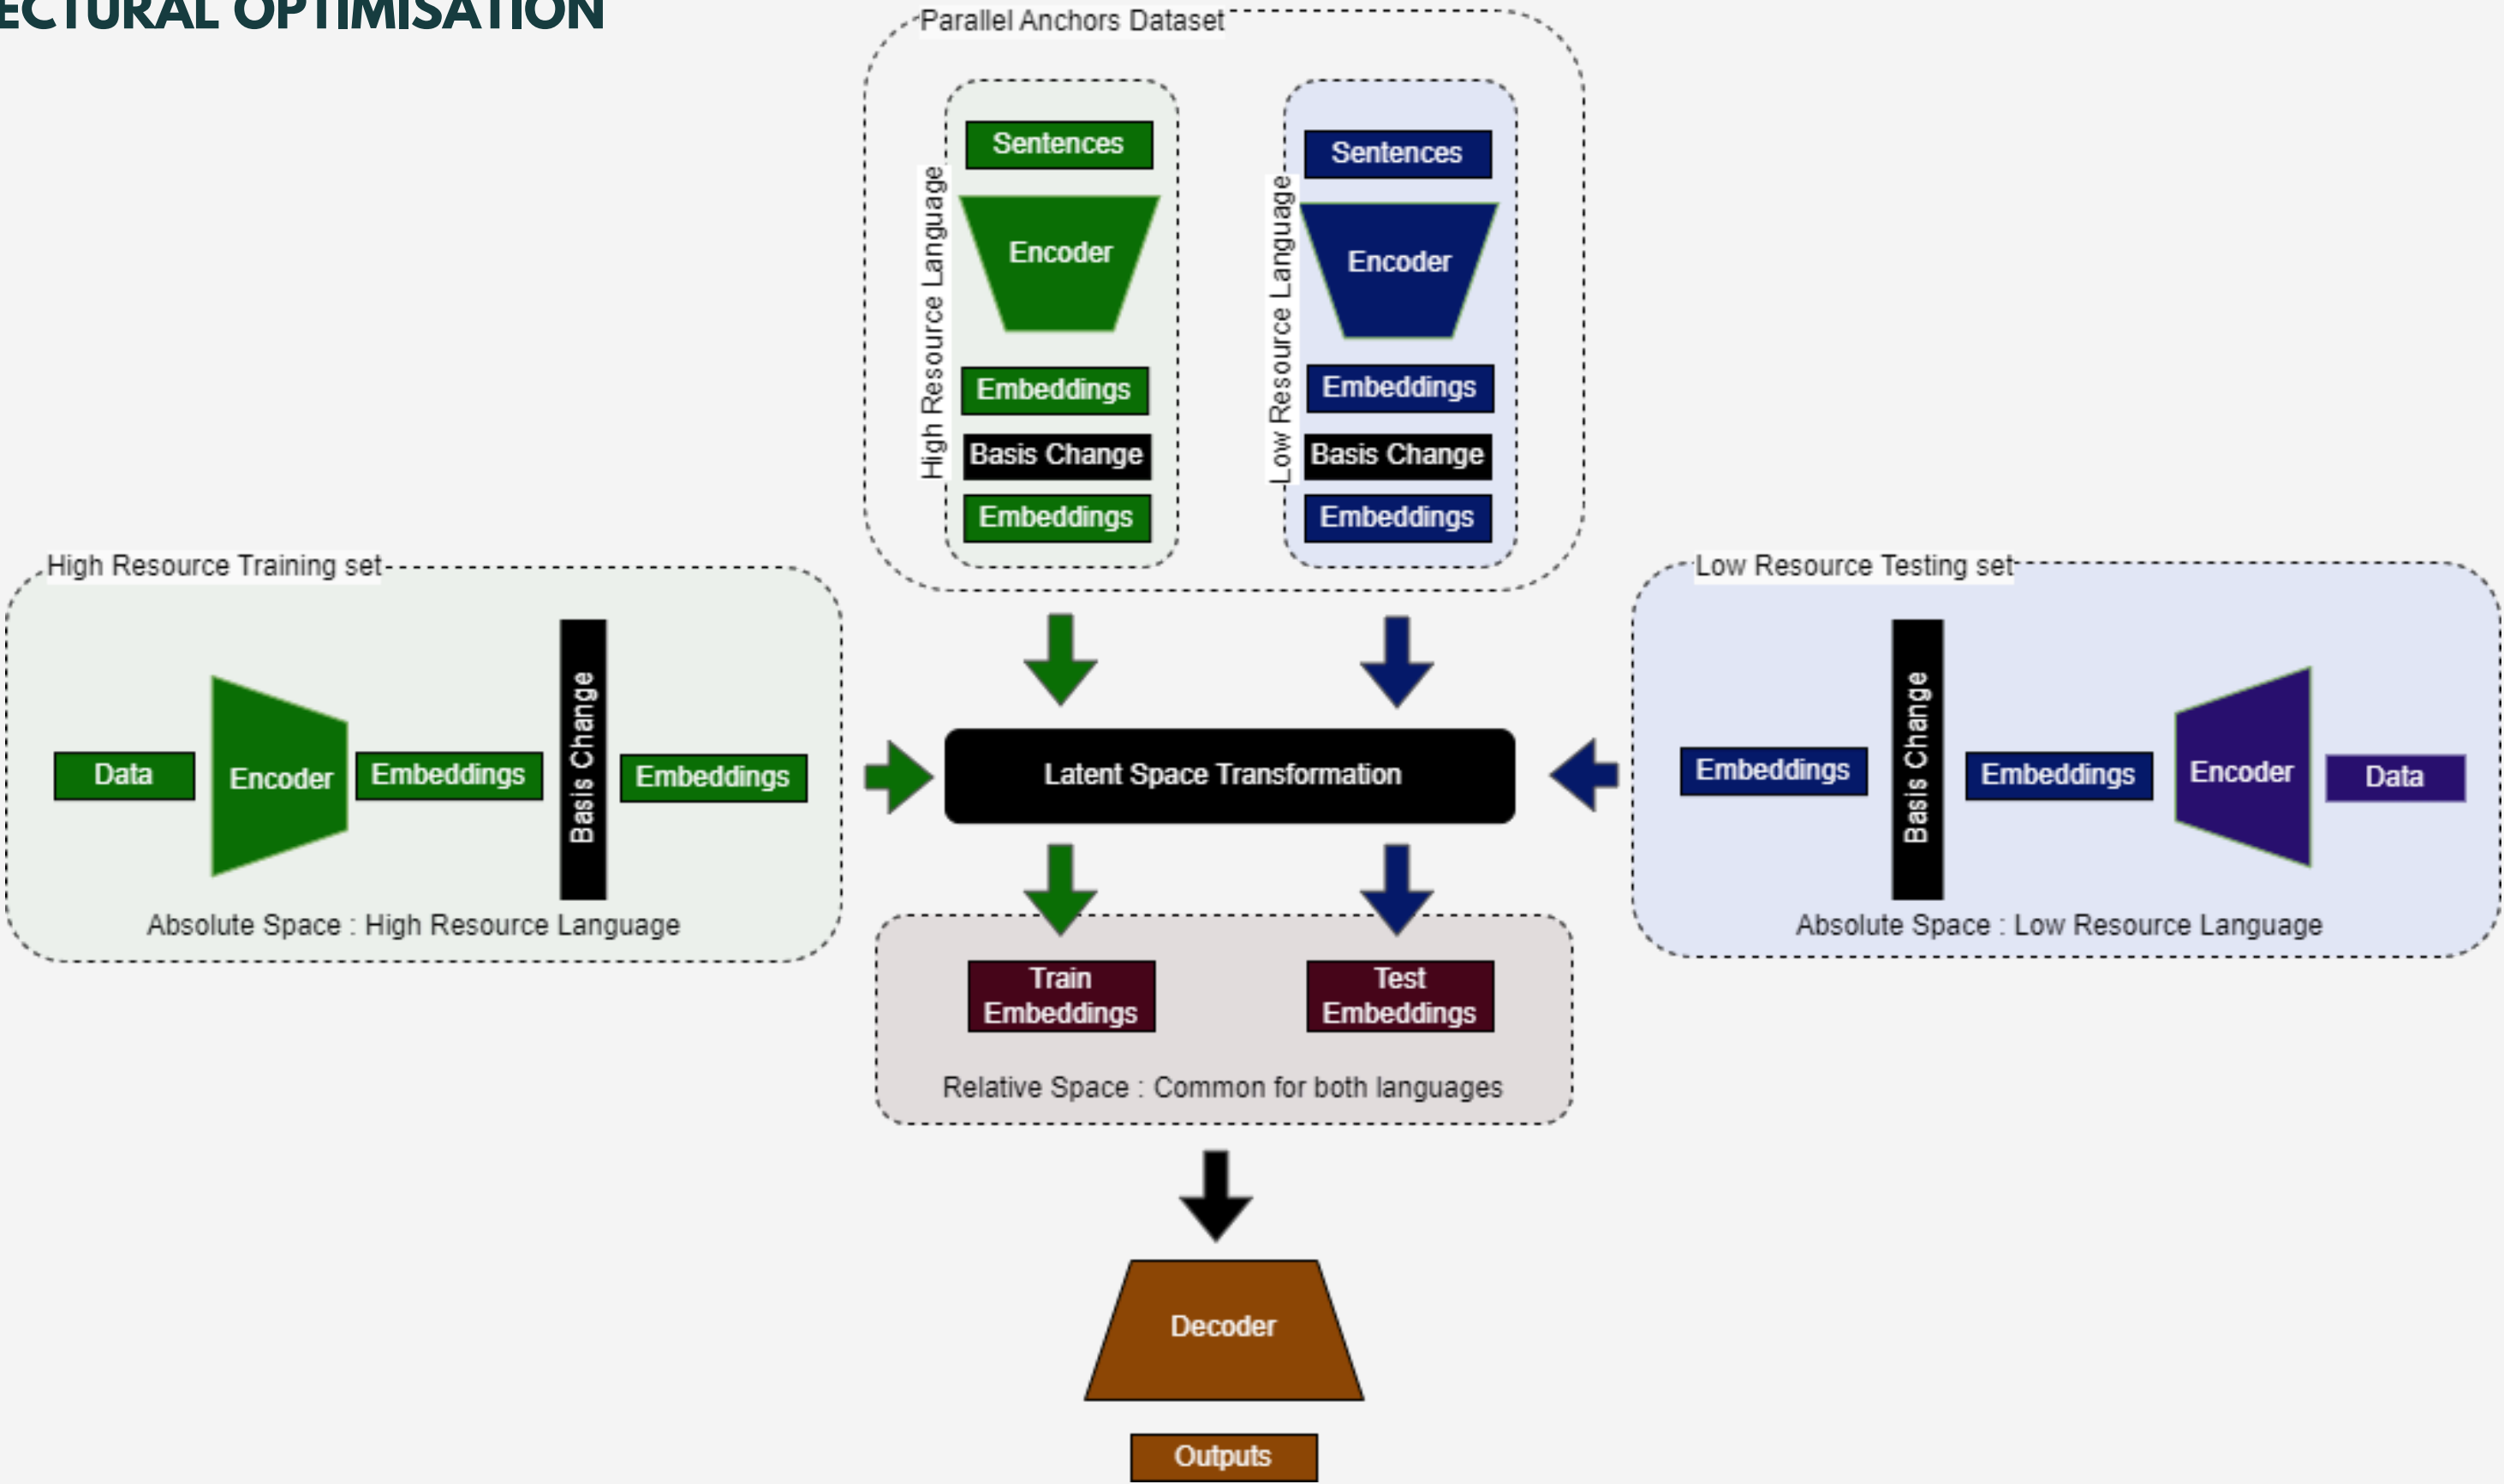 ECTURAL OPTIMISATION
Parallel Anchors Dataset
High Resource Language
Sentences
Encoder
Embeddings
Basis Change
Embeddings
Low Resource Language
Sentences
Encoder
Embeddings
Basis Change
Embeddings
High Resource Training set
Data
Encoder
Embeddings
Basis Change
Embeddings
Absolute Space : High Resource Language
Latent Space Transformation
Low Resource Testing set
Embeddings
Basis Change
Embeddings
Encoder
Data
Absolute Space : Low Resource Language
Train
Embeddings
Test
Embeddings
Relative Space : Common for both languages
Decoder
Outputs